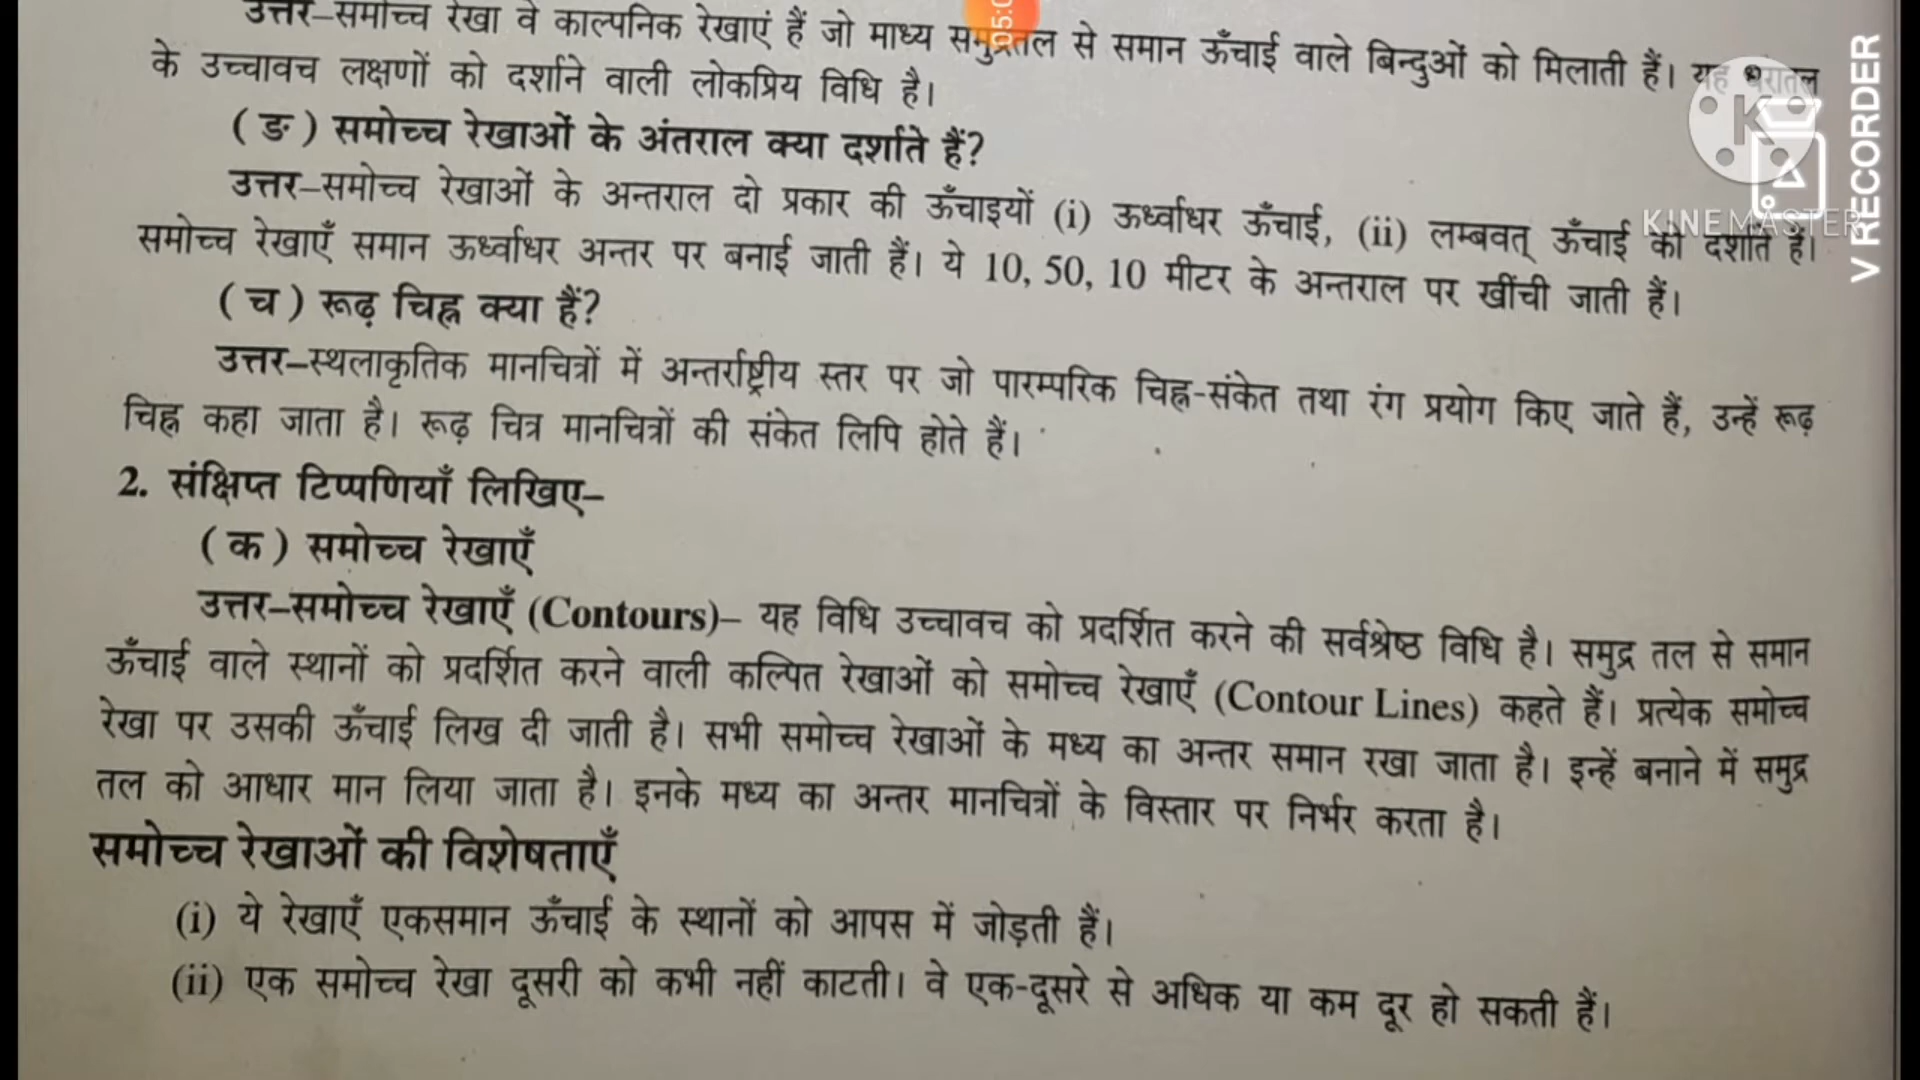 उत्तर–समोच्च रेखा वे काल्पनिक रेखाएं हैं जो माध्य समुद्रतल से समान ऊँचाई वाले बिन्दुओं को मिलाती हैं। यह धरातल
के उच्चावच लक्षणों को दर्शाने वाली लोकप्रिय विधि है।
( ङ ) समोच्च रेखाओं के अंतराल क्या दर्शाते हैं?
उत्तर–समोच्च रेखाओं के अन्तराल दो प्रकार की ऊँचाइयों (i) ऊर्ध्वाधर ऊँचाई, (ii) लम्बवत् ऊँचाई को दर्शाते हैं।
समोच्च रेखाएँ समान ऊर्ध्वाधर अन्तर पर बनाई जाती हैं। ये 10, 50, 10 मीटर के अन्तराल पर खींची जाती हैं।
( च ) रूढ़ चिह्न क्या हैं?
उत्तर–स्थलाकृतिक मानचित्रों में अन्तर्राष्ट्रीय स्तर पर जो पारम्परिक चिह्न-संकेत तथा रंग प्रयोग किए जाते हैं, उन्हें रूढ़
चिह्न कहा जाता है। रूढ़ चित्र मानचित्रों की संकेत लिपि होते हैं।
2. संक्षिप्त टिप्पणियाँ लिखिए–
( क ) समोच्च रेखाएँ
उत्तर–समोच्च रेखाएँ (Contours)– यह विधि उच्चावच को प्रदर्शित करने की सर्वश्रेष्ठ विधि है। समुद्र तल से समान
ऊँचाई वाले स्थानों को प्रदर्शित करने वाली कल्पित रेखाओं को समोच्च रेखाएँ (Contour Lines) कहते हैं। प्रत्येक समोच्च
रेखा पर उसकी ऊँचाई लिख दी जाती है। सभी समोच्च रेखाओं के मध्य का अन्तर समान रखा जाता है। इन्हें बनाने में समुद्र
तल को आधार मान लिया जाता है। इनके मध्य का अन्तर मानचित्रों के विस्तार पर निर्भर करता है।
समोच्च रेखाओं की विशेषताएँ
(i) ये रेखाएँ एकसमान ऊँचाई के स्थानों को आपस में जोड़ती हैं।
(ii) एक समोच्च रेखा दूसरी को कभी नहीं काटती। वे एक-दूसरे से अधिक या कम दूर हो सकती हैं।
K
KINEMASTER
V RECORDER